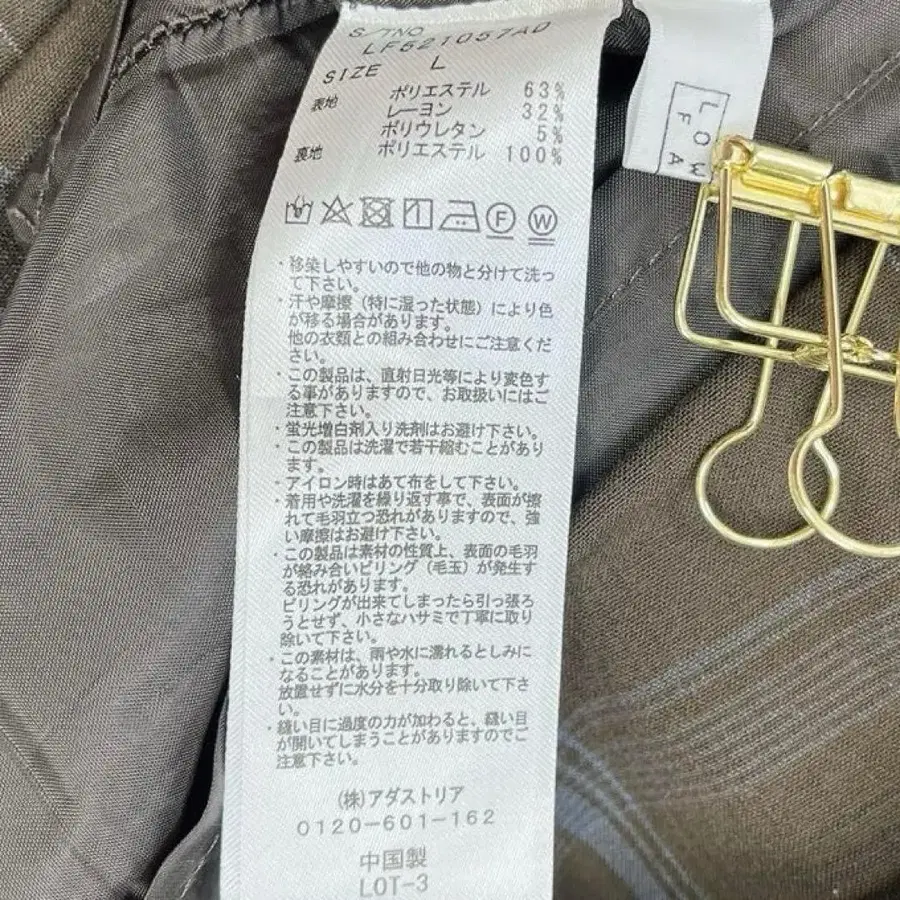 S/TNO
LF521057AD
SIZE L
表地 ポリエステル 63%
レーヨン 32%
ポリウレタン 5%
裏地 ポリエステル 100%
F W
・移染しやすいので他の物と分けて洗っ
て下さい。
・汗や摩擦（特に湿った状態）により色
が移る場合があります。
他の衣類との組み合わせにご注意くだ
さい。
・この製品は、直射日光等により変色す
る事がありますので、お取扱いにはご
注意下さい。
・蛍光増白剤入り洗剤はお避け下さい。
・この製品は洗濯で若干縮むことがあり
ます。
・アイロン時はあて布をして下さい。
・着用や洗濯を繰り返す事で、表面が擦
れて毛羽立つ恐れがありますので、強
い摩擦はお避け下さい。
・この製品は素材の性質上、表面の毛羽
が絡み合いピリング（毛玉）が発生す
る恐れがあります。
ピリングが出来てしまったら引っ張ろ
うとせず、小さなハサミで丁寧に取り
除いて下さい。
・この素材は、雨や水に濡れるとしみに
なることがあります。
放置せずに水分を十分取り除いて下さ
い。
・縫い目に過度の力が加わると、縫い目
が開いてしまうことがありますのでご
注意下さい。
(株)アダストリア
0120-601-162
中国製
LOT-3
LOW
FA